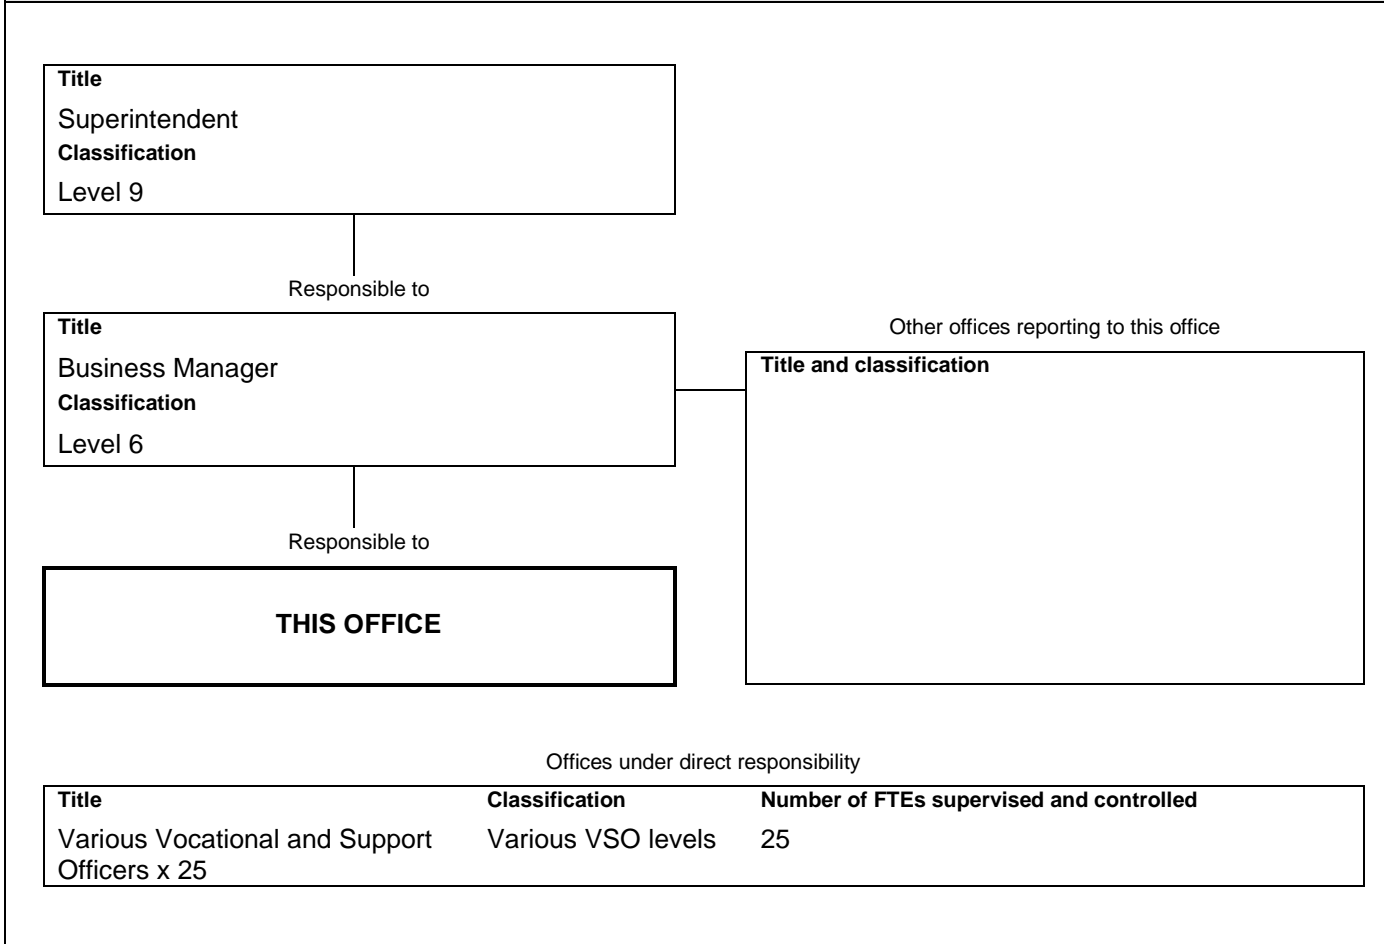 Title
Superintendent
Classification
Level 9
Responsible to
Title
Business Manager
Classification
Level 6
Other offices reporting to this office
Title and classification
Responsible to
THIS OFFICE
Offices under direct responsibility
Title Classification Number of FTEs supervised and controlled
Various Vocational and Support Various VSO levels 25
Officers x 25